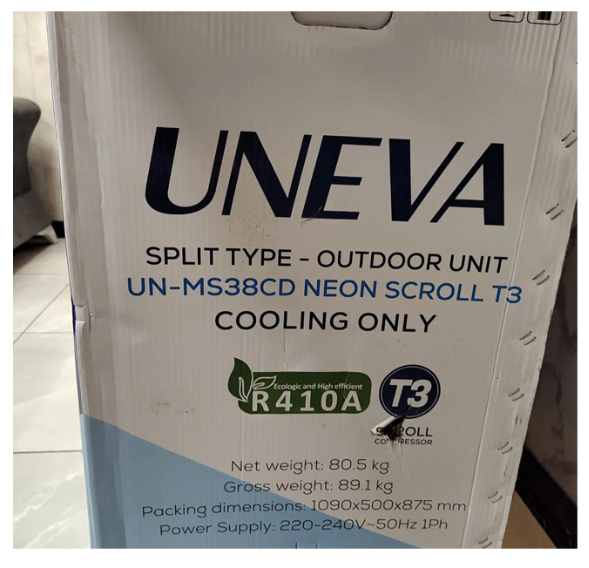 UNEVA
SPLIT TYPE - OUTDOOR UNIT
UN-MS38CD NEON SCROLL T3
COOLING ONLY
Ecologic and High efficient
R410A
T3
SCROLL
COMPRESSOR
Net weight: 80.5 kg
Gross weight: 89.1 kg
Packing dimensions: 1090x500x875 mm
Power Supply: 220-240V~50Hz 1Ph